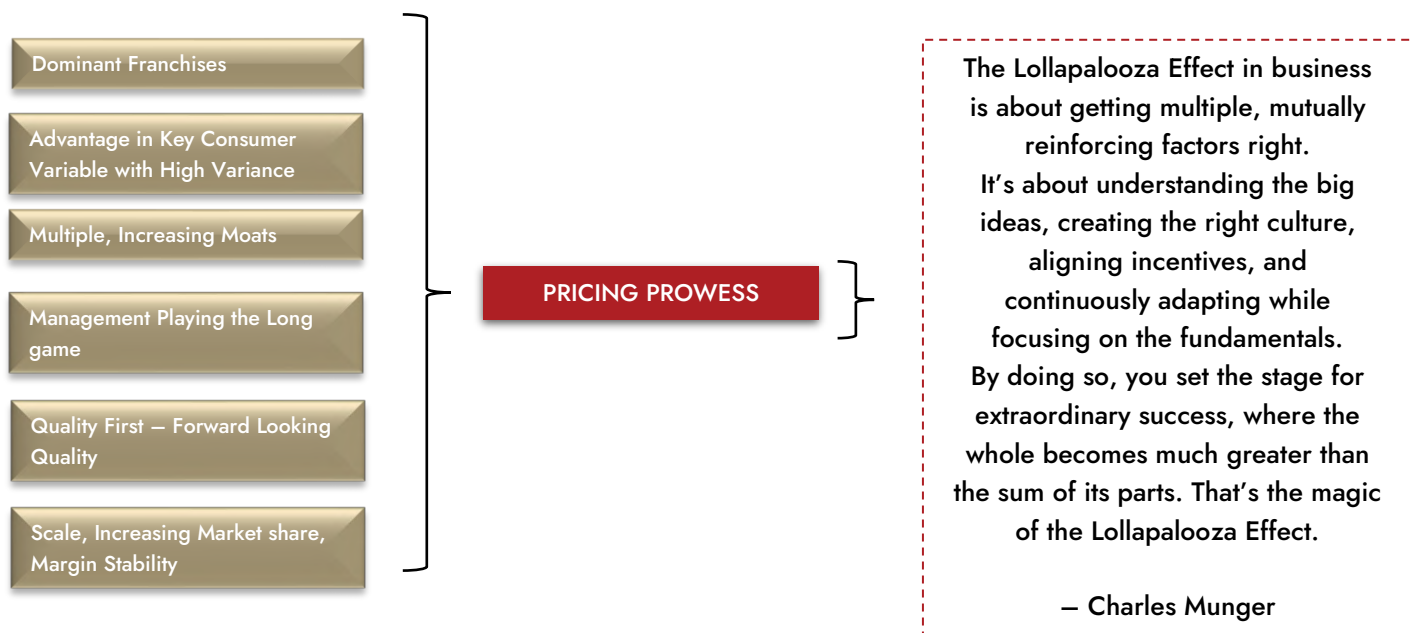 Dominant Franchises
Advantage in Key Consumer
Variable with High Variance
Multiple, Increasing Moats
Management Playing the Long
game
Quality First – Forward Looking
Quality
Scale, Increasing Market share,
Margin Stability
PRICING PROWESS
The Lollapalooza Effect in business
is about getting multiple, mutually
reinforcing factors right.
It’s about understanding the big
ideas, creating the right culture,
aligning incentives, and
continuously adapting while
focusing on the fundamentals.
By doing so, you set the stage for
extraordinary success, where the
whole becomes much greater than
the sum of its parts. That’s the magic
of the Lollapalooza Effect.
– Charles Munger